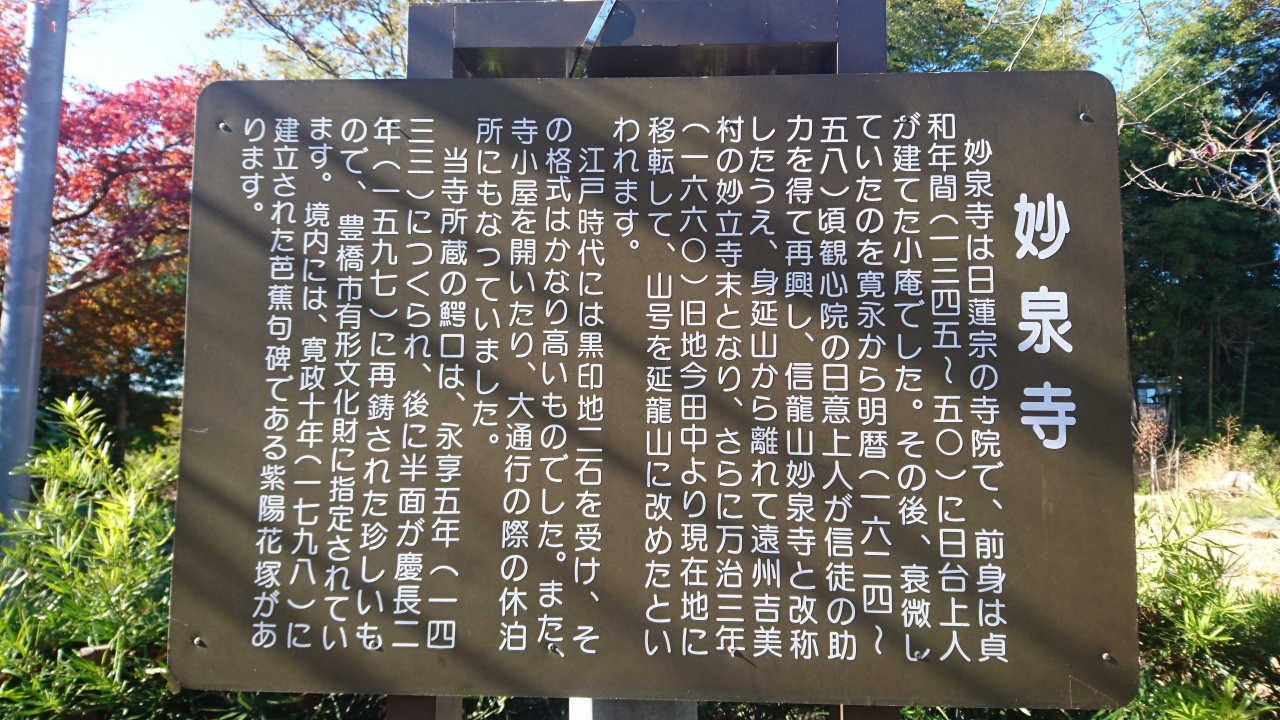 妙泉寺
妙泉寺は日蓮宗の寺院で、前身は貞
和年間（一三四五～五〇）に日台上人
が建てた小庵でした。その後、衰微し
ていたのを寛永から明暦（一六二四～
五八）頃観心院の日意上人が信徒の助
力を得て再興し、信龍山妙泉寺と改称
したうえ、身延山から離れて遠州吉美
村の妙立寺末となり、さらに万治三年
（一六六〇）旧地今田中より現在地に
移転して、山号を延龍山に改めたとい
われます。
江戸時代には黒印地二石を受け、そ
の格式はかなり高いものでした。また、
寺小屋を開いたり、大通行の際の休泊
所にもなっていました。
当寺所蔵の鰐口は、永享五年（一四
三三）につくられ、後に半面が慶長二
年（一五九七）に再鋳された珍しいも
ので、豊橋市有形文化財に指定されてい
ます。境内には、寛政十年（一七九八）に
建立された芭蕉句碑である紫陽花塚があ
ります。